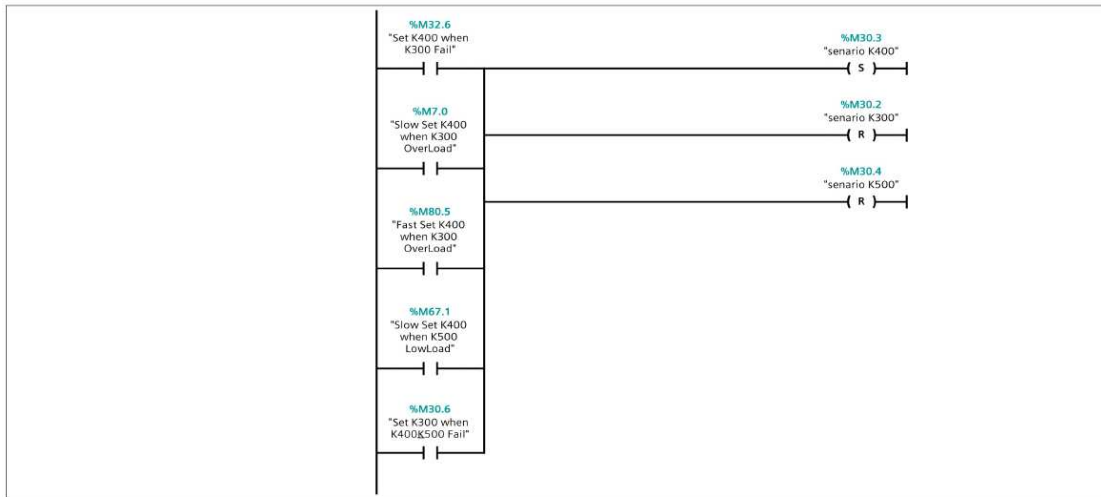 %M32.6
"Set K400 when
K300 Fail"
%M30.3
"senario K400"
S
%M7.0
"Slow Set K400
when K300
OverLoad"
%M30.2
"senario K300"
R
%M30.4
"senario K500"
R
%M80.5
"Fast Set K400
when K300
OverLoad"
%M67.1
"Slow Set K400
when K500
LowLoad"
%M30.6
"Set K300 when
K400K500 Fail"